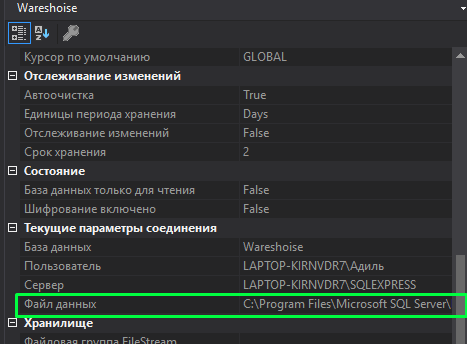 Wareshoise
Курсор по умолчанию GLOBAL
Отслеживание изменений
Автоочистка True
Единицы периода хранения Days
Отслеживание изменений False
Срок хранения 2
Состояние
База данных только для чтения False
Шифрование включено False
Текущие параметры соединения
База данных Wareshoise
Пользователь LAPTOP-KIRNVDR7\Адиль
Сервер LAPTOP-KIRNVDR7\SQLEXPRESS
Файл данных C:\Program Files\Microsoft SQL Server\
Хранилище
Файловая группа FileStream